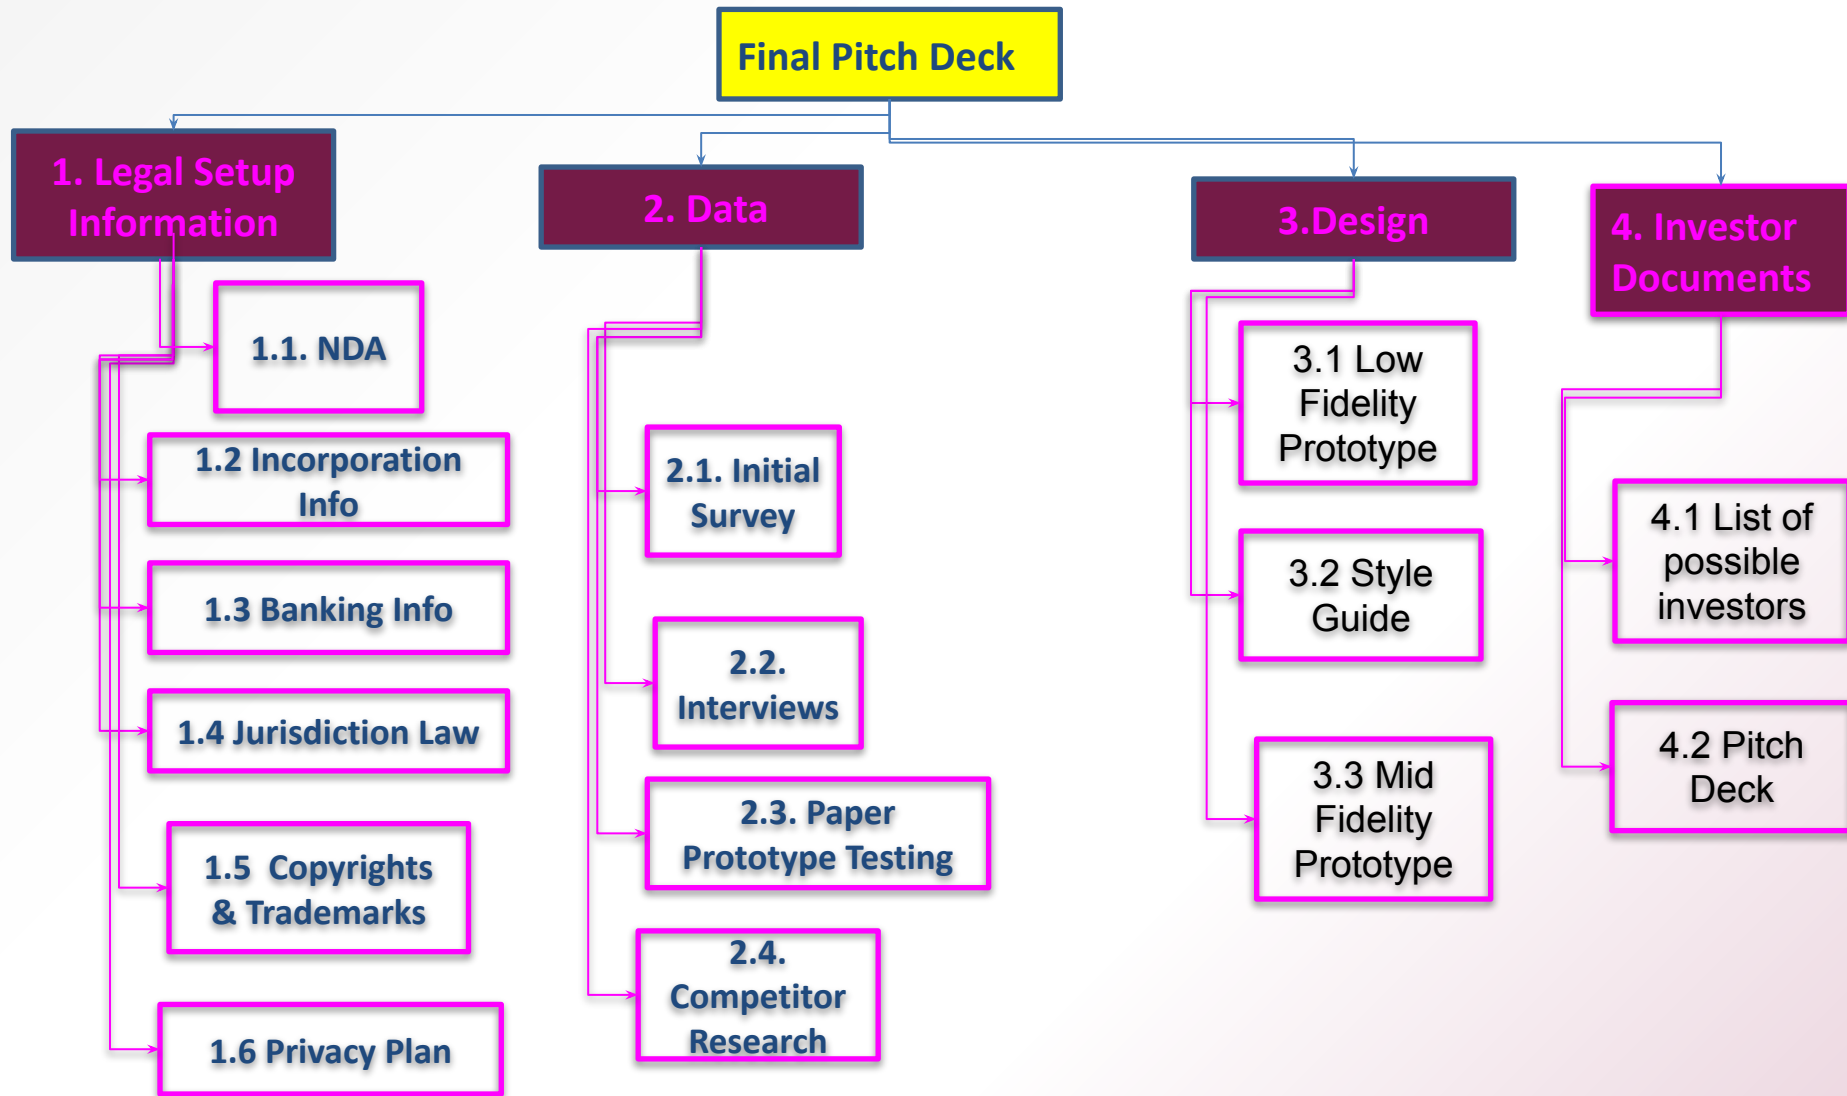 Final Pitch Deck
1. Legal Setup
Information
1.1. NDA
1.2 Incorporation
Info
1.3 Banking Info
1.4 Jurisdiction Law
1.5  Copyrights
& Trademarks
1.6 Privacy Plan
2. Data
2.1. Initial
Survey
2.2.
Interviews
2.3. Paper
Prototype Testing
2.4.
Competitor
Research
3.Design
3.1 Low
Fidelity
Prototype
3.2 Style
Guide
3.3 Mid
Fidelity
Prototype
4. Investor
Documents
4.1 List of
possible
investors
4.2 Pitch
Deck